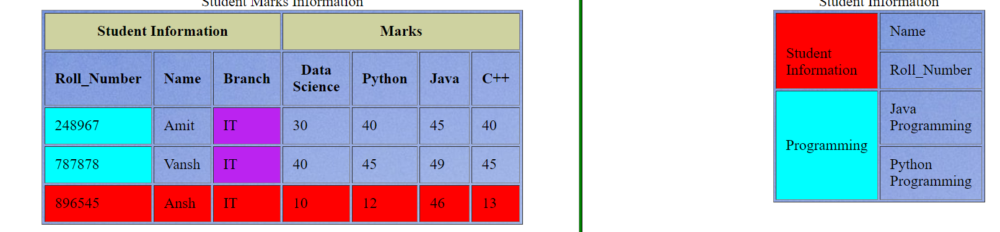 Student Marks Information
Student Information Marks
Roll_Number Name Branch Data Science Python Java C++
248967 Amit IT 30 40 45 40
787878 Vansh IT 40 45 49 45
896545 Ansh IT 10 12 46 13
Student Information
Student
Information
Name
Roll_Number
Programming
Java
Programming
Python
Programming